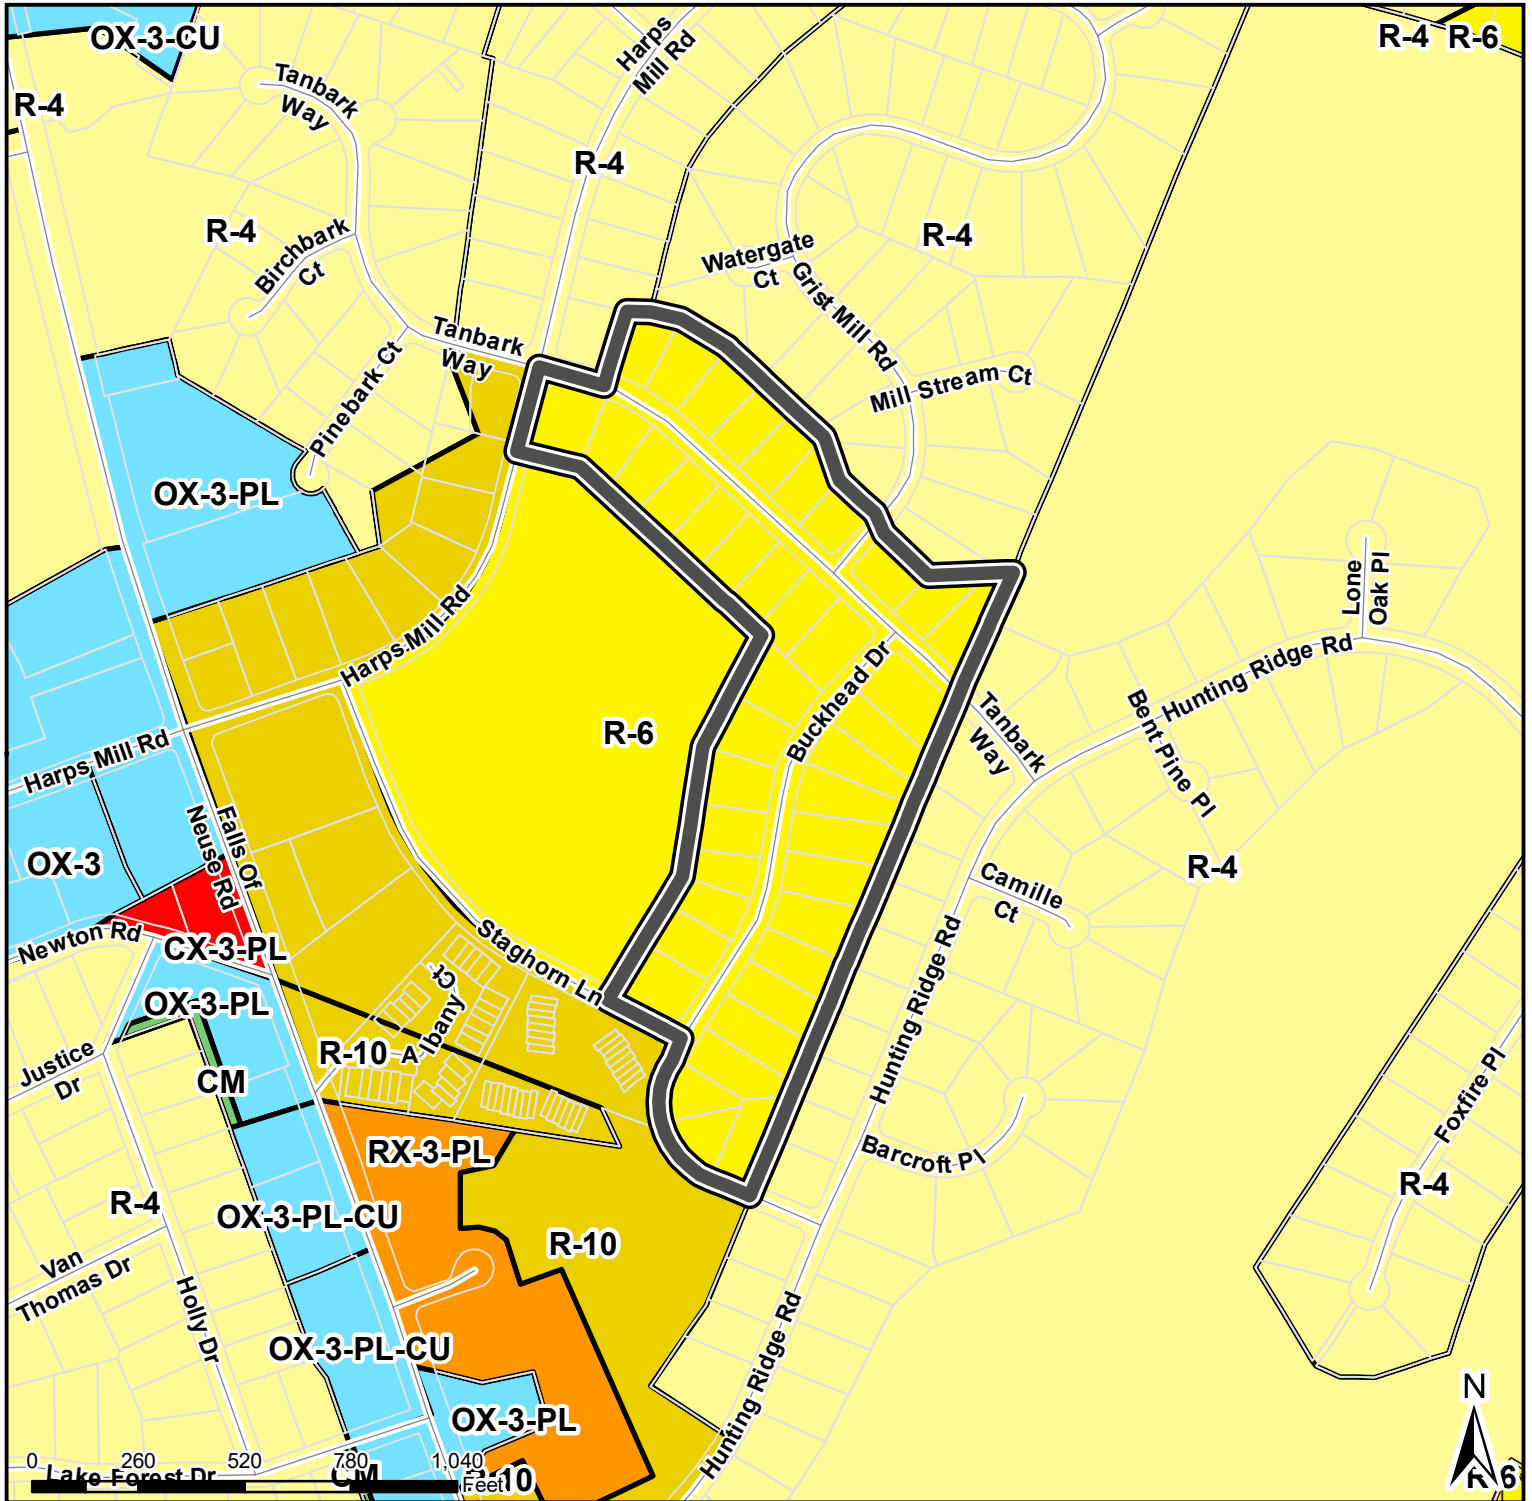 OX-3-CU
R-4
R-6
R-4
Tanbark
Way
Harps
Mill Rd
R-4
R-4
Birchbark
Ct
Watergate
Ct
R-4
Grist Mill Rd
Tanbark
Way
Pinebark Ct
Mill Stream Ct
OX-3-PL
Lone
Oak Pl
Harps Mill Rd
Hunting Ridge Rd
Buckhead Dr
R-6
Tanbark
Way
Bent Pine Pl
Harps Mill Rd
Falls Of
Neuse Rd
OX-3
R-4
Camille
Ct
Newton Rd
CX-3-PL
Staghorn Ln
Albany Ct
OX-3-PL
Hunting Ridge Rd
Justice
Dr
R-10
CM
Foxfire Pl
RX-3-PL
Barcroft Pl
R-4
R-4
OX-3-PL-CU
R-10
Van
Thomas Dr
Holly Dr
OX-3-PL-CU
Hunting Ridge Rd
OX-3-PL
N
0 260 520 780 1,040
Feet
Lake Forest Dr
CM
R-10
R-6